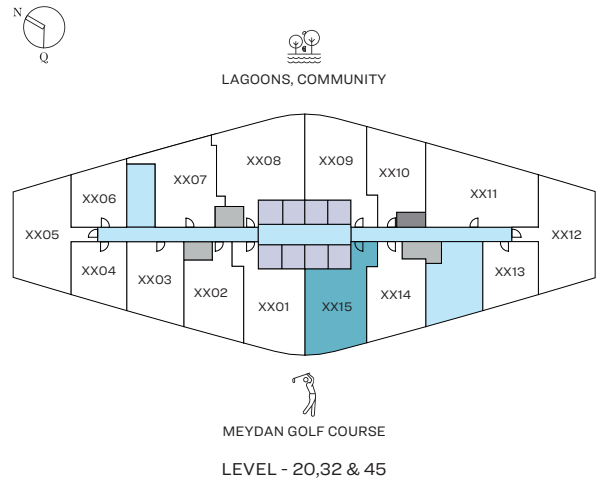 N
Q
LAGOONS, COMMUNITY
XX08
XX09
XX10
XX07
XX11
XX06
XX05
XX12
XX04
XX03
XX02
XX01
XX15
XX14
XX13
MEYDAN GOLF COURSE
LEVEL - 20,32 & 45